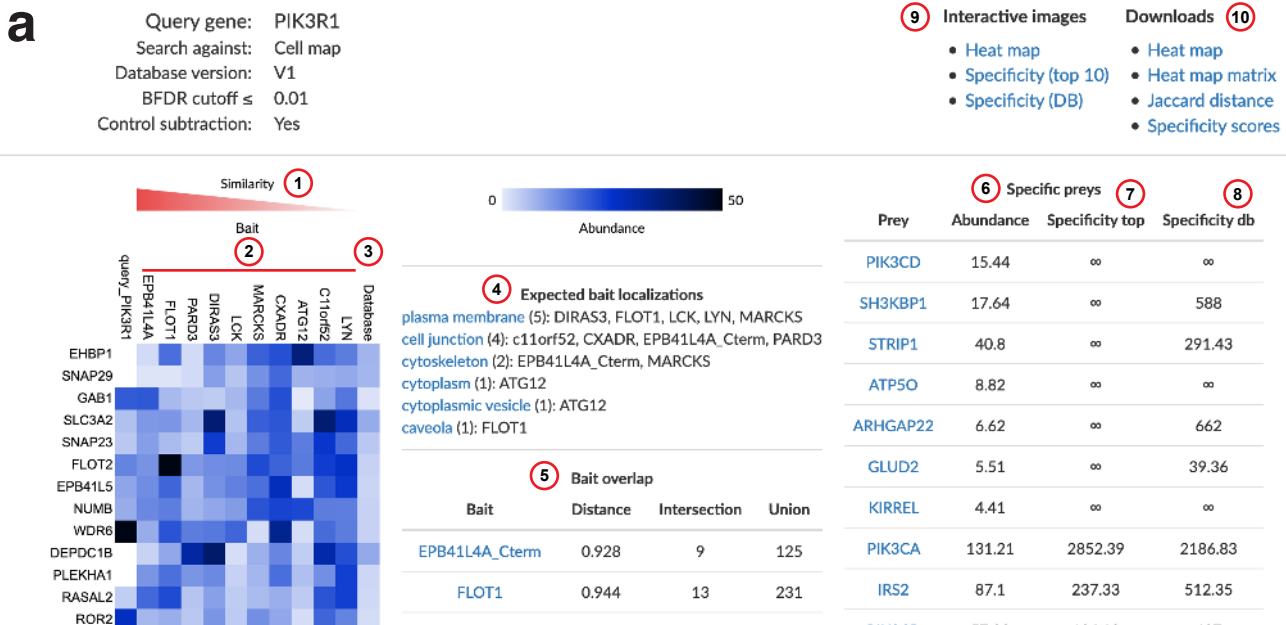 a
Query gene: PIK3R1
Search against: Cell map
Database version: V1
BFDR cutoff ≤ 0.01
Control subtraction: Yes
9 Interactive images
• Heat map
• Specificity (top 10)
• Specificity (DB)
Downloads 10
• Heat map
• Heat map matrix
• Jaccard distance
• Specificity scores
Similarity 1
Bait
2 3
query_PIK3R1 EPB41L4A FLOT1 PARD3 DIRAS3 LCK MARCKS CXADR ATG12 C11orf52 LYN Database
EHBP1
SNAP29
GAB1
SLC3A2
SNAP23
FLOT2
EPB41L5
NUMB
WDR6
DEPDC1B
PLEKHA1
RASAL2
ROR2
0 50
Abundance
4 Expected bait localizations
plasma membrane (5): DIRAS3, FLOT1, LCK, LYN, MARCKS
cell junction (4): c11orf52, CXADR, EPB41L4A_Cterm, PARD3
cytoskeleton (2): EPB41L4A_Cterm, MARCKS
cytoplasm (1): ATG12
cytoplasmic vesicle (1): ATG12
caveola (1): FLOT1
5 Bait overlap
Bait Distance Intersection Union
EPB41L4A_Cterm 0.928 9 125
FLOT1 0.944 13 231
6 Specific preys 7 8
Prey Abundance Specificity top Specificity db
PIK3CD 15.44 ∞ ∞
SH3KBP1 17.64 ∞ 588
STRIP1 40.8 ∞ 291.43
ATP5O 8.82 ∞ ∞
ARHGAP22 6.62 ∞ 662
GLUD2 5.51 ∞ 39.36
KIRREL 4.41 ∞ ∞
PIK3CA 131.21 2852.39 2186.83
IRS2 87.1 237.33 512.35